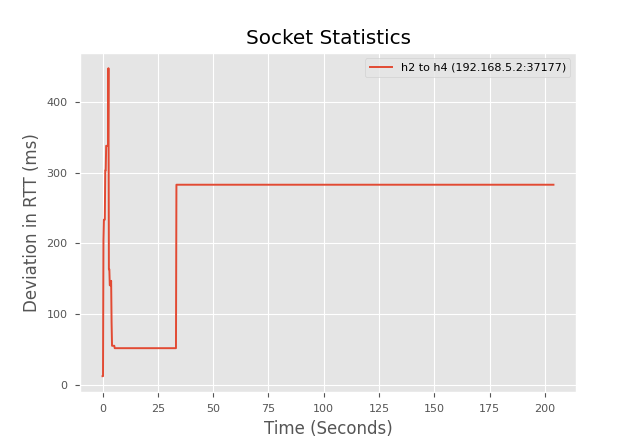 Socket Statistics
h2 to h4 (192.168.5.2:37177)
Deviation in RTT (ms)
400
300
200
100
0
0 25 50 75 100 125 150 175 200
Time (Seconds)